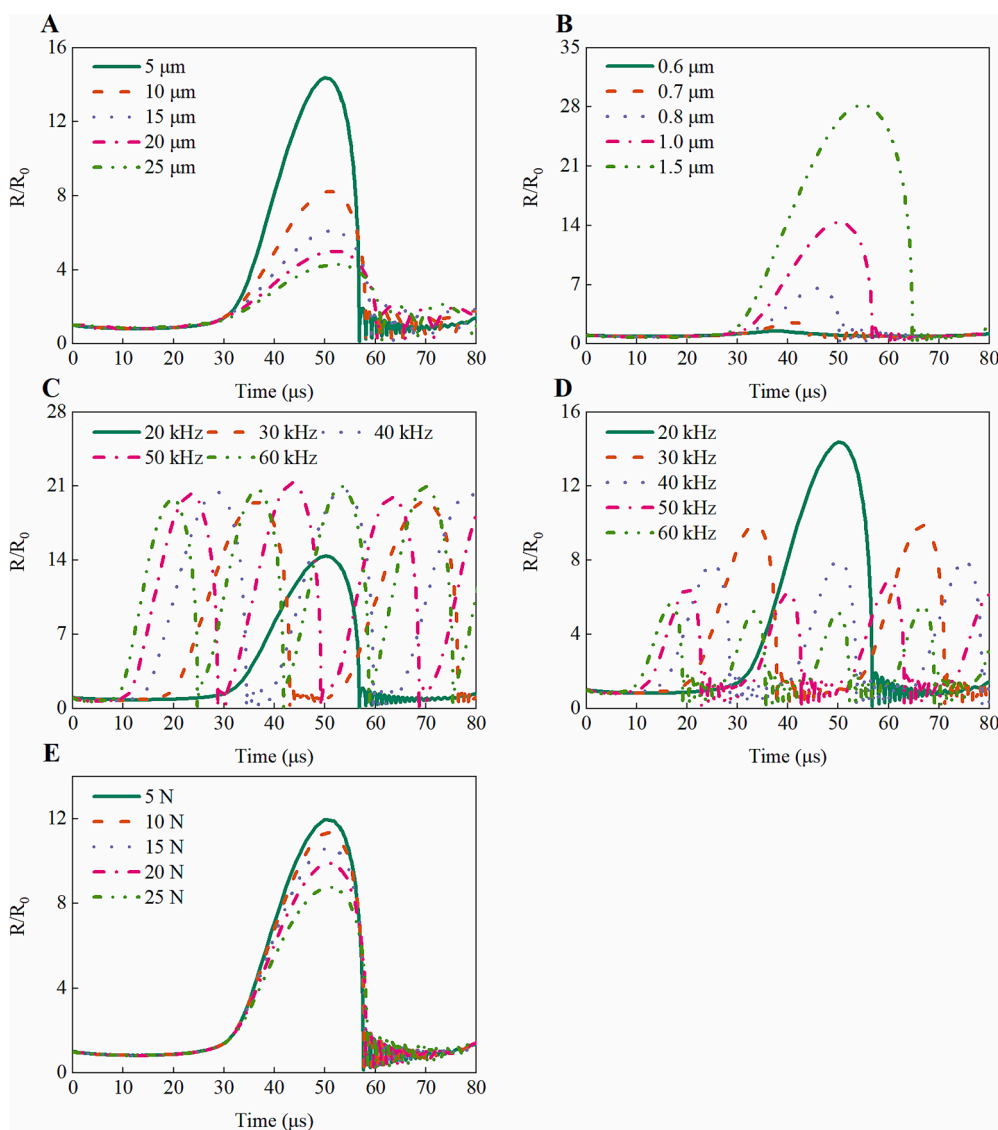 A
16
12
8
4
0
R/R0
5 μm
10 μm
15 μm
20 μm
25 μm
0 10 20 30 40 50 60 70 80
Time (μs)
B
35
28
21
14
7
0
R/R0
0.6 μm
0.7 μm
0.8 μm
1.0 μm
1.5 μm
0 10 20 30 40 50 60 70 80
Time (μs)
C
28
21
14
7
0
R/R0
20 kHz 30 kHz 40 kHz
50 kHz 60 kHz
0 10 20 30 40 50 60 70 80
Time (μs)
D
16
12
8
4
0
R/R0
20 kHz
30 kHz
40 kHz
50 kHz
60 kHz
0 10 20 30 40 50 60 70 80
Time (μs)
E
12
8
4
0
R/R0
5 N
10 N
15 N
20 N
25 N
0 10 20 30 40 50 60 70 80
Time (μs)